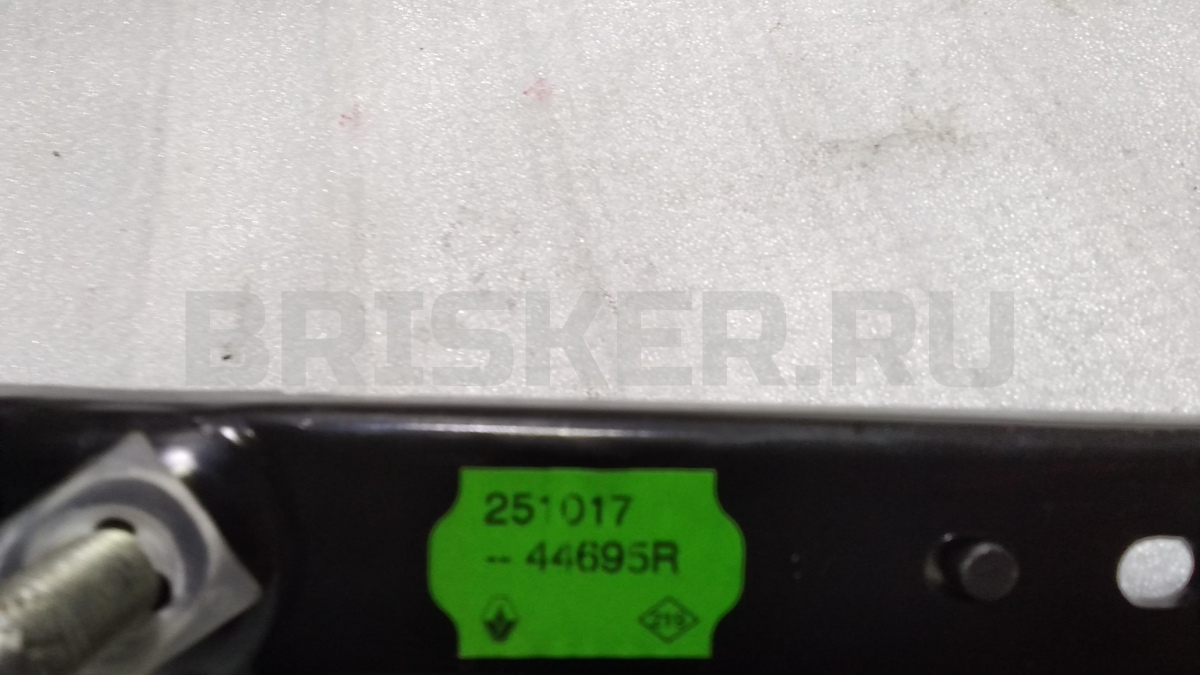 BRISKER.RU
251017
-- 44695R
219